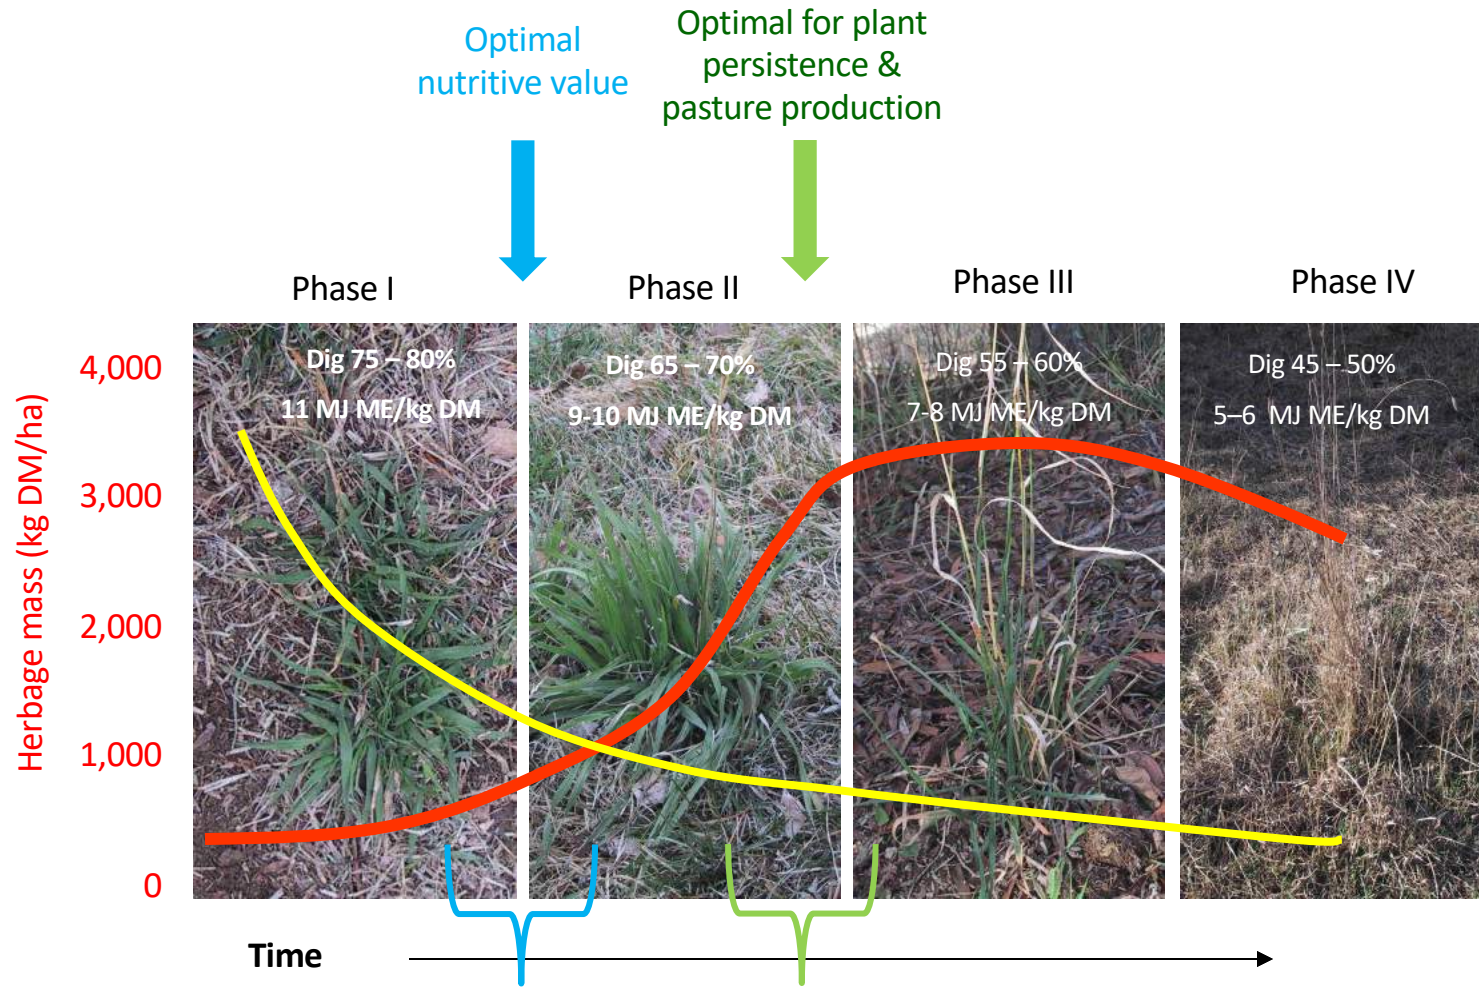 Optimal
nutritive value
Optimal for plant
persistence &
pasture production
Phase I
Phase II
Phase III
Phase IV
Dig 75 – 80%
11 MJ ME/kg DM
Dig 65 – 70%
9-10 MJ ME/kg DM
Dig 55 – 60%
7-8 MJ ME/kg DM
Dig 45 – 50%
5–6 MJ ME/kg DM
Herbage mass (kg DM/ha)
4,000
3,000
2,000
1,000
0
Time